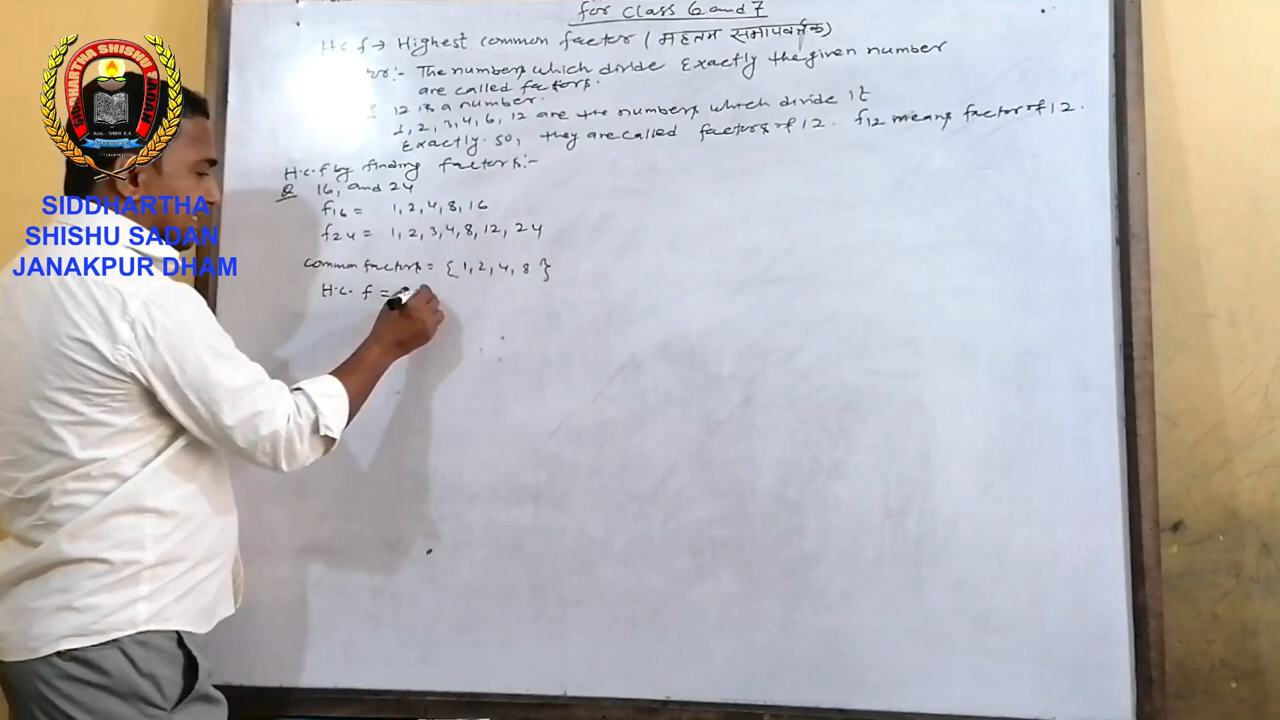 for class 6 and 7
H.C.f → Highest common factor ( महत्तम समापवर्तक )
:- The numbers which divide Exactly the given number
are called factors.
12 is a number.
1, 2, 3, 4, 6, 12 are the numbers which divide it
Exactly. so, they are called factors of 12. f12 means factor of 12.
H.c.f by finding factors:-
Q 16, and 24
f16 = 1, 2, 4, 8, 16
f24 = 1, 2, 3, 4, 8, 12, 24
common factors = { 1, 2, 4, 8 }
H.c. f =
SIDDHARTHA SHISHU SADAN
SIDDHARTHA
SHISHU SADAN
JANAKPUR DHAM